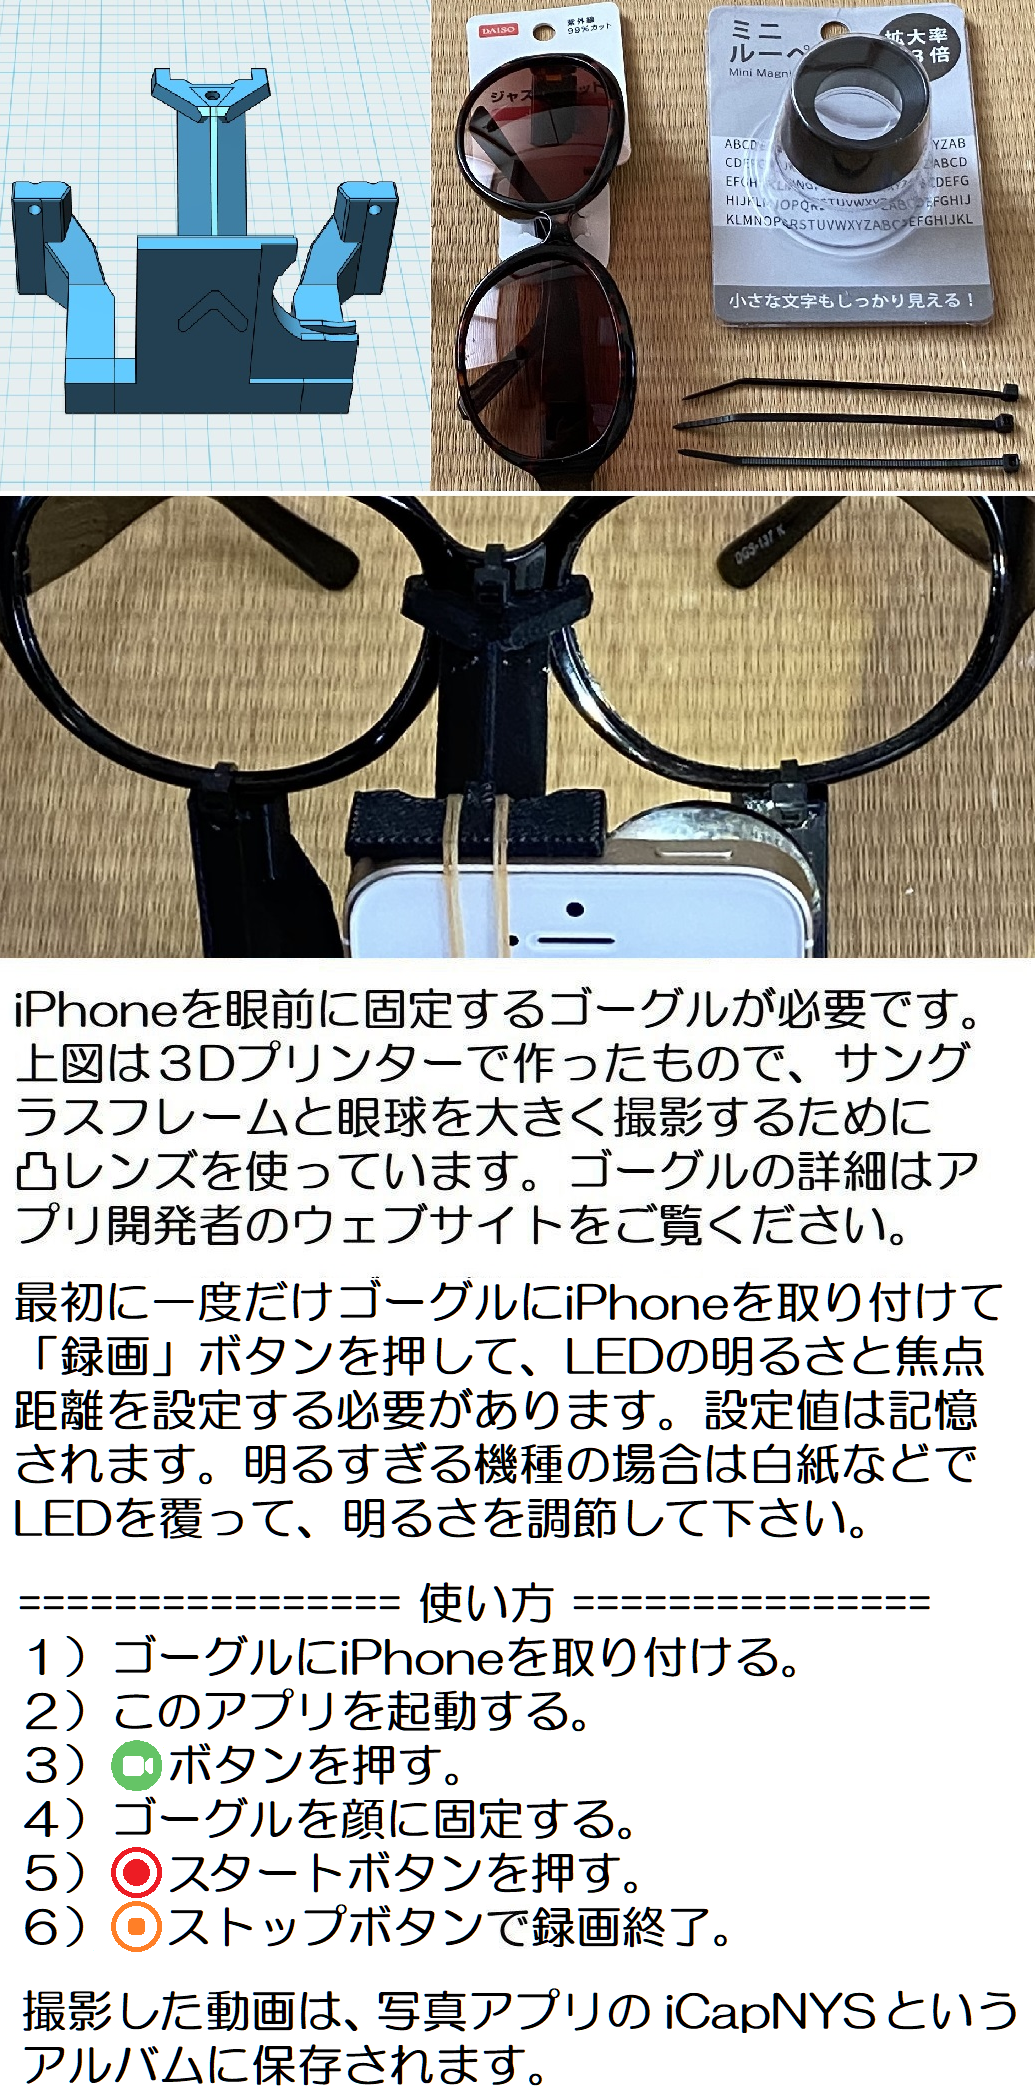 DAISO
紫外線
99%カット
ミニ
ルーペ
Mini Magni
拡大率
3倍
小さな文字もしっかり見える！
DGS-137 K
iPhoneを眼前に固定するゴーグルが必要です。
上図は３Dプリンターで作ったもので、サング
ラスフレームと眼球を大きく撮影するために
凸レンズを使っています。ゴーグルの詳細はア
プリ開発者のウェブサイトをご覧ください。
最初に一度だけゴーグルにiPhoneを取り付けて
「録画」ボタンを押して、LEDの明るさと焦点
距離を設定する必要があります。設定値は記憶
されます。明るすぎる機種の場合は白紙などで
LEDを覆って、明るさを調節して下さい。
================ 使い方 ===============
１）ゴーグルにiPhoneを取り付ける。
２）このアプリを起動する。
３）ボタンを押す。
４）ゴーグルを顔に固定する。
５）スタートボタンを押す。
６）ストップボタンで録画終了。
撮影した動画は、写真アプリの iCapNYS という
アルバムに保存されます。